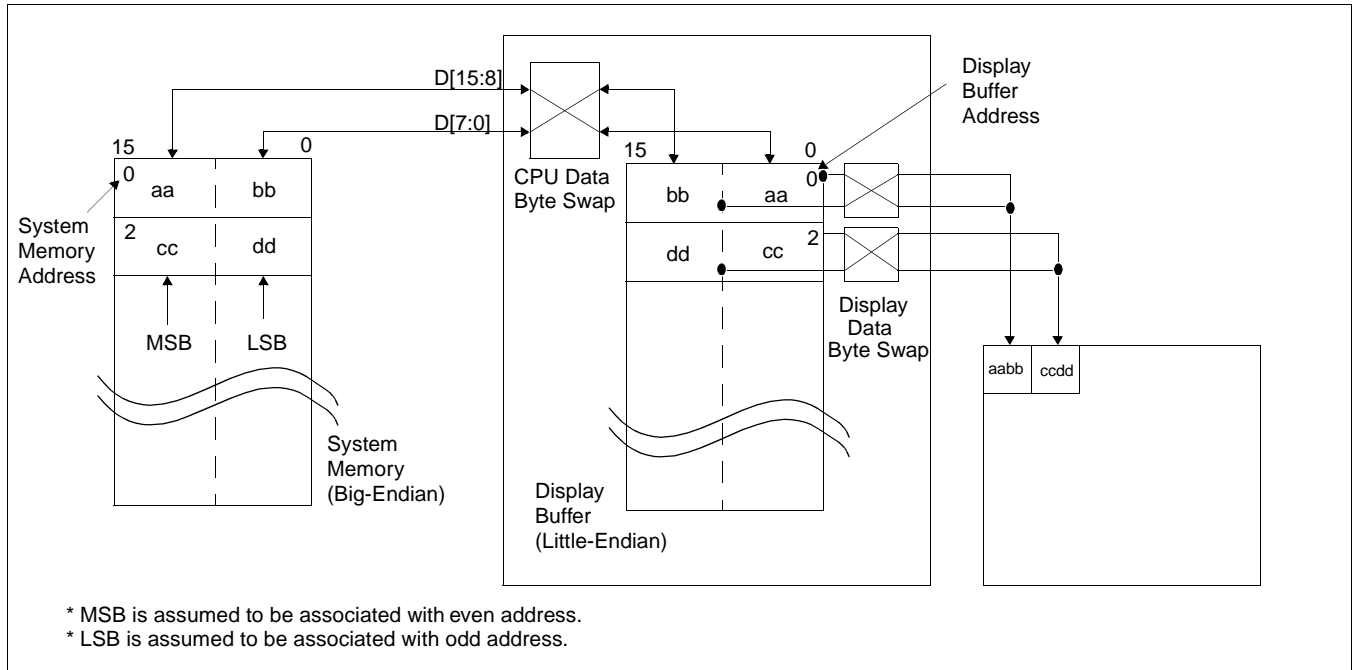 D[15:8]
D[7:0]
CPU Data
Byte Swap
Display
Buffer
Address
15
0
15
0
0
aa
bb
2
cc
dd
System
Memory
Address
MSB
LSB
bb
aa
0
dd
cc
2
Display
Data
Byte Swap
aabb
ccdd
System
Memory
(Big-Endian)
Display
Buffer
(Little-Endian)
* MSB is assumed to be associated with even address.
* LSB is assumed to be associated with odd address.